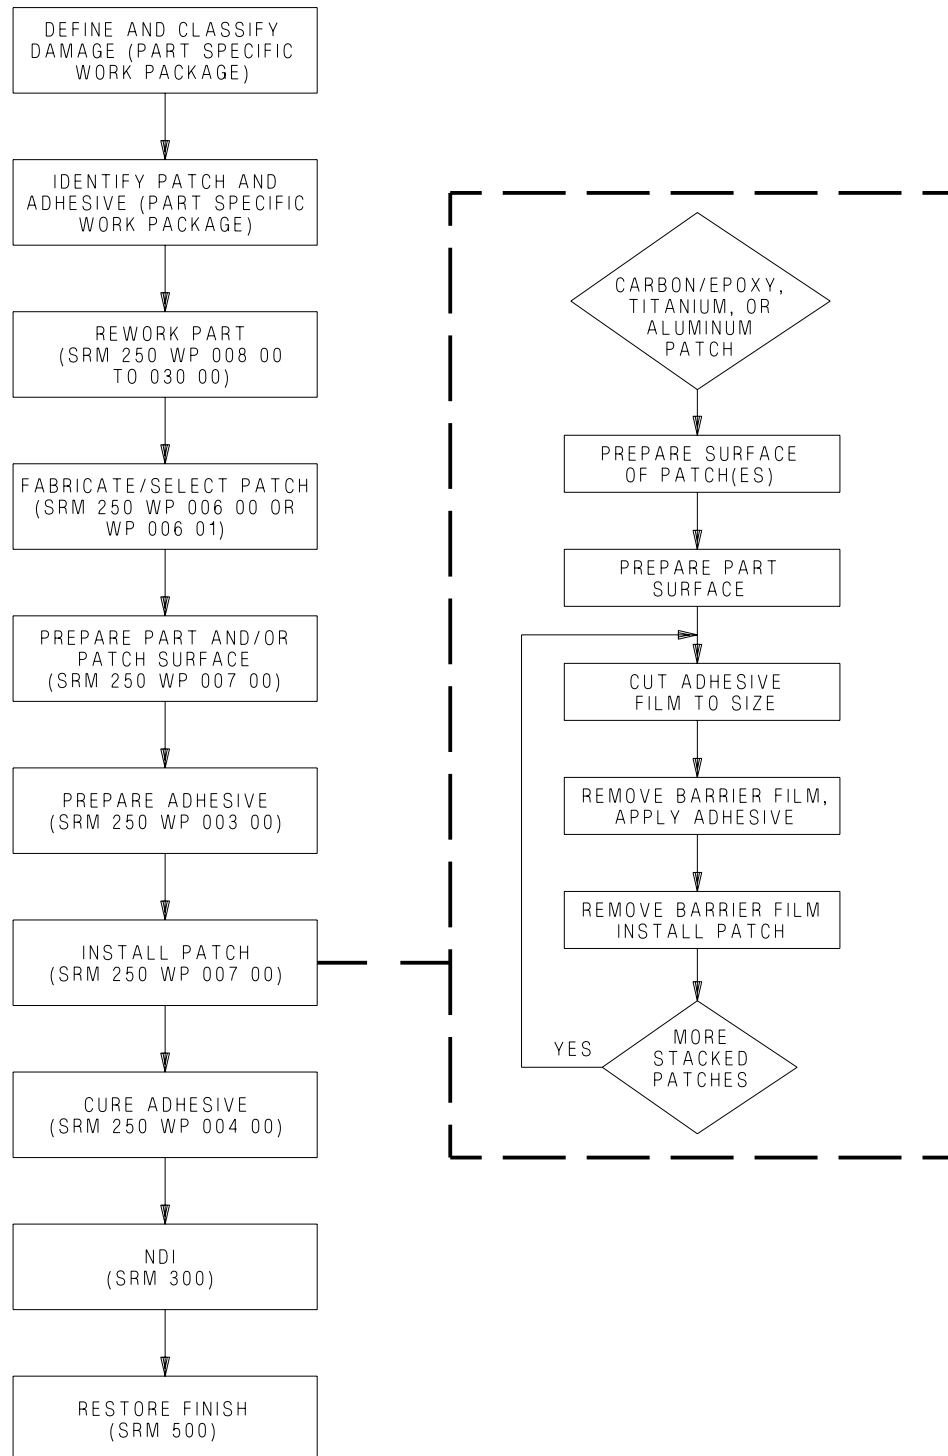 DEFINE AND CLASSIFY
DAMAGE (PART SPECIFIC
WORK PACKAGE)
IDENTIFY PATCH AND
ADHESIVE (PART SPECIFIC
WORK PACKAGE)
REWORK PART
(SRM 250 WP 008 00
TO 030 00)
FABRICATE/SELECT PATCH
(SRM 250 WP 006 00 OR
WP 006 01)
PREPARE PART AND/OR
PATCH SURFACE
(SRM 250 WP 007 00)
PREPARE ADHESIVE
(SRM 250 WP 003 00)
INSTALL PATCH
(SRM 250 WP 007 00)
CURE ADHESIVE
(SRM 250 WP 004 00)
NDI
(SRM 300)
RESTORE FINISH
(SRM 500)
CARBON/EPOXY,
TITANIUM, OR
ALUMINUM
PATCH
PREPARE SURFACE
OF PATCH(ES)
PREPARE PART
SURFACE
CUT ADHESIVE
FILM TO SIZE
REMOVE BARRIER FILM,
APPLY ADHESIVE
REMOVE BARRIER FILM
INSTALL PATCH
MORE
STACKED
PATCHES
YES